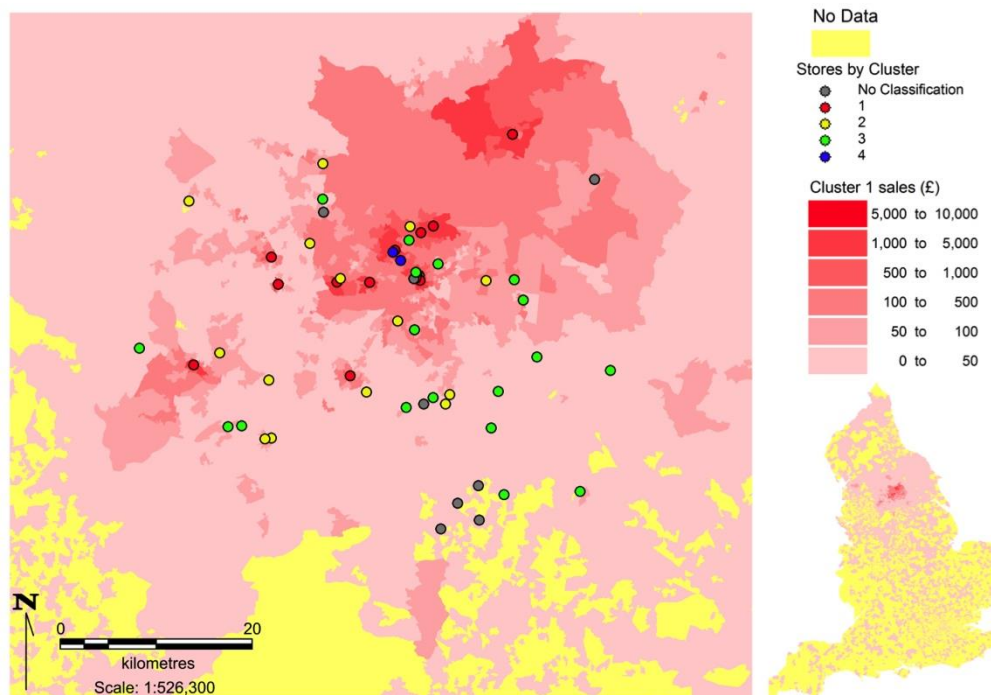 No Data
Stores by Cluster
No Classification
1
2
3
4
Cluster 1 sales (£)
5,000 to 10,000
1,000 to 5,000
500 to 1,000
100 to 500
50 to 100
0 to 50
N
0 20
kilometres
Scale: 1:526,300